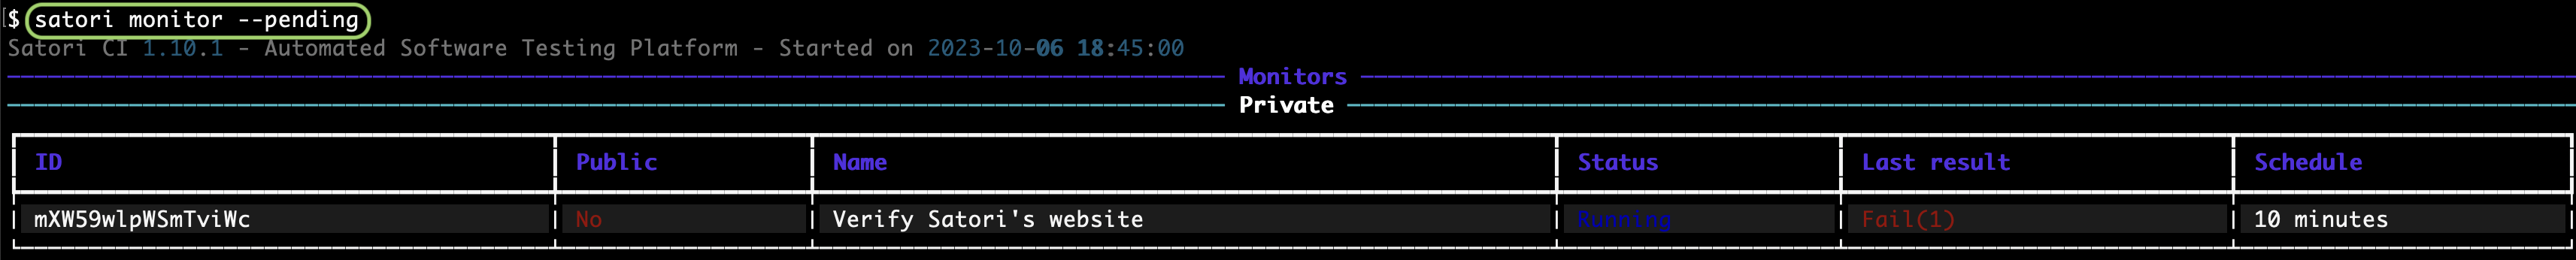 $ satori monitor --pending
Satori CI 1.10.1 - Automated Software Testing Platform - Started on 2023-10-06 18:45:00
Monitors
Private
ID Public Name Status Last result Schedule
mXW59wlpWSmTviWc No Verify Satori's website Running Fail(1) 10 minutes